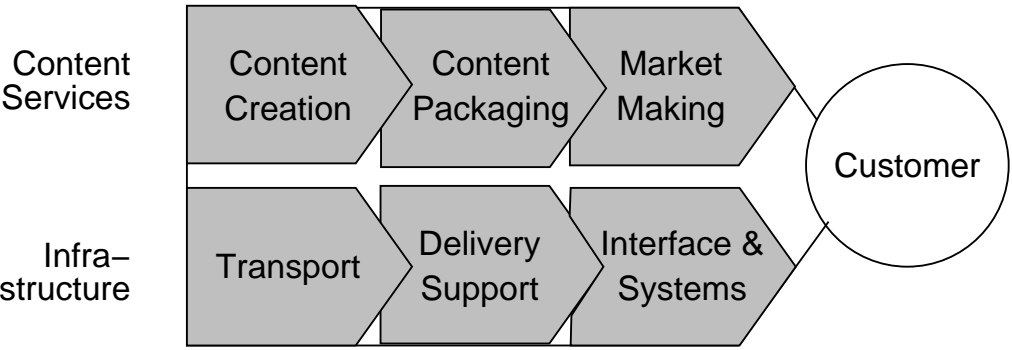 Content
Services
Content
Creation
Content
Packaging
Market
Making
Customer
Infra–
structure
Transport
Delivery
Support
Interface &
Systems